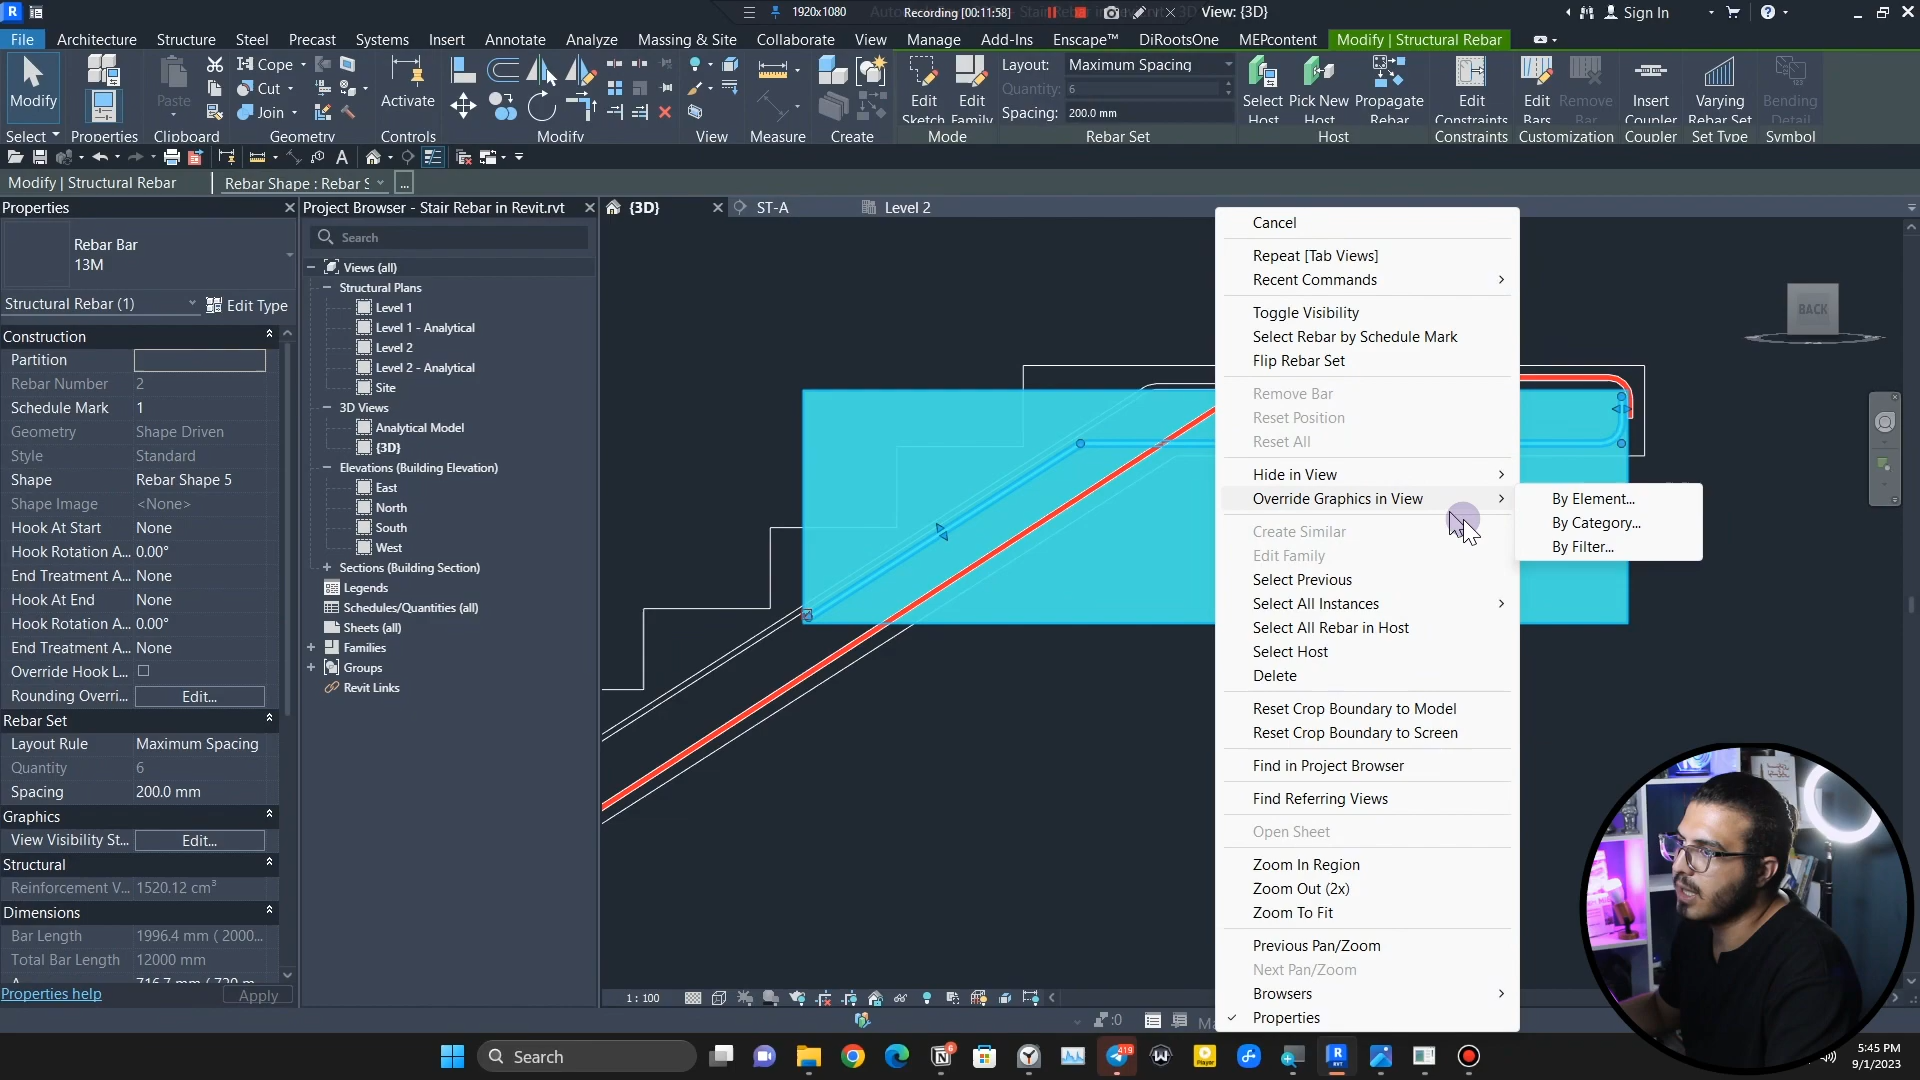 1920x1080
Recording [00:11:58]
View: {3D}
Sign In
File
Architecture
Structure
Steel
Precast
Systems
Insert
Annotate
Analyze
Massing & Site
Collaborate
View
Manage
Add-Ins
Enscape™
DiRootsOne
MEPcontent
Modify | Structural Rebar
Modify
Select
Properties
Paste
Clipboard
Cope
Cut
Join
Geometry
Activate
Controls
Modify
View
Measure
Create
Edit Sketch
Edit Family
Mode
Layout:
Maximum Spacing
Quantity:
6
Spacing:
200.0 mm
Rebar Set
Select Host
Pick New Host
Propagate Rebar
Host
Edit Constraints
Constraints
Edit Bars
Remove Bar
Customization
Insert Coupler
Coupler
Varying Rebar Set
Set Type
Bending Detail
Symbol
Modify | Structural Rebar
Rebar Shape : Rebar S
...
Properties
Rebar Bar
13M
Structural Rebar (1)
Edit Type
Construction
Partition
Rebar Number 2
Schedule Mark 1
Geometry Shape Driven
Style Standard
Shape Rebar Shape 5
Shape Image <None>
Hook At Start None
Hook Rotation A... 0.00°
End Treatment A... None
Hook At End None
Hook Rotation A... 0.00°
End Treatment A... None
Override Hook L...
Rounding Overri... Edit...
Rebar Set
Layout Rule Maximum Spacing
Quantity 6
Spacing 200.0 mm
Graphics
View Visibility St... Edit...
Structural
Reinforcement V... 1520.12 cm³
Dimensions
Bar Length 1996.4 mm ( 2000...
Total Bar Length 12000 mm
Properties help
Apply
Project Browser - Stair Rebar in Revit.rvt
Search
Views (all)
Structural Plans
Level 1
Level 1 - Analytical
Level 2
Level 2 - Analytical
Site
3D Views
Analytical Model
{3D}
Elevations (Building Elevation)
East
North
South
West
Sections (Building Section)
Legends
Schedules/Quantities (all)
Sheets (all)
Families
Groups
Revit Links
{3D}
ST-A
Level 2
BACK
Cancel
Repeat [Tab Views]
Recent Commands
Toggle Visibility
Select Rebar by Schedule Mark
Flip Rebar Set
Remove Bar
Reset Position
Reset All
Hide in View
Override Graphics in View
Create Similar
Edit Family
Select Previous
Select All Instances
Select All Rebar in Host
Select Host
Delete
Reset Crop Boundary to Model
Reset Crop Boundary to Screen
Find in Project Browser
Find Referring Views
Open Sheet
Zoom In Region
Zoom Out (2x)
Zoom To Fit
Previous Pan/Zoom
Next Pan/Zoom
Browsers
Properties
By Element...
By Category...
By Filter...
1 : 100
:0
Search
6
419
5:45 PM
9/1/2023